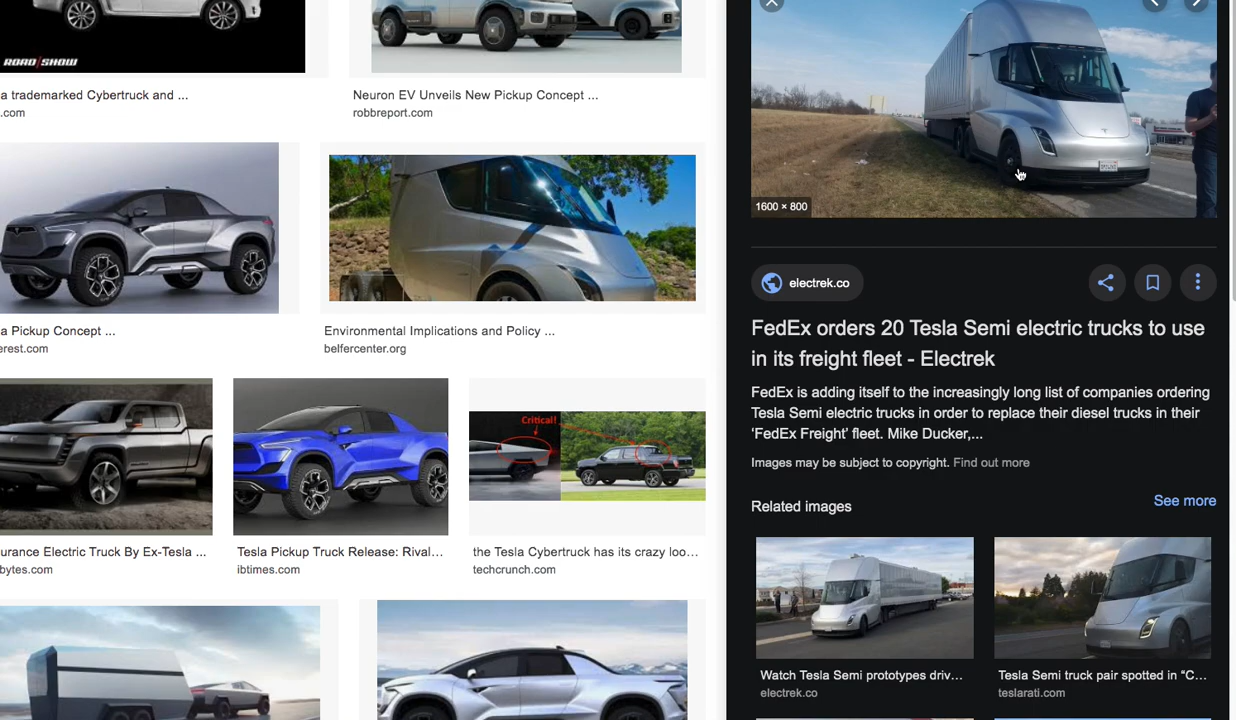 ROAD/SHOW
a trademarked Cybertruck and ...
.com
Neuron EV Unveils New Pickup Concept ...
robbreport.com
a Pickup Concept ...
erest.com
Environmental Implications and Policy ...
belfercenter.org
Critical!
urance Electric Truck By Ex-Tesla ...
bytes.com
Tesla Pickup Truck Release: Rival...
ibtimes.com
the Tesla Cybertruck has its crazy loo...
techcrunch.com
1600 × 800
electrek.co
FedEx orders 20 Tesla Semi electric trucks to use
in its freight fleet - Electrek
FedEx is adding itself to the increasingly long list of companies ordering
Tesla Semi electric trucks in order to replace their diesel trucks in their
‘FedEx Freight’ fleet. Mike Ducker,...
Images may be subject to copyright. Find out more
Related images
See more
Watch Tesla Semi prototypes driv...
electrek.co
Tesla Semi truck pair spotted in “C...
teslarati.com